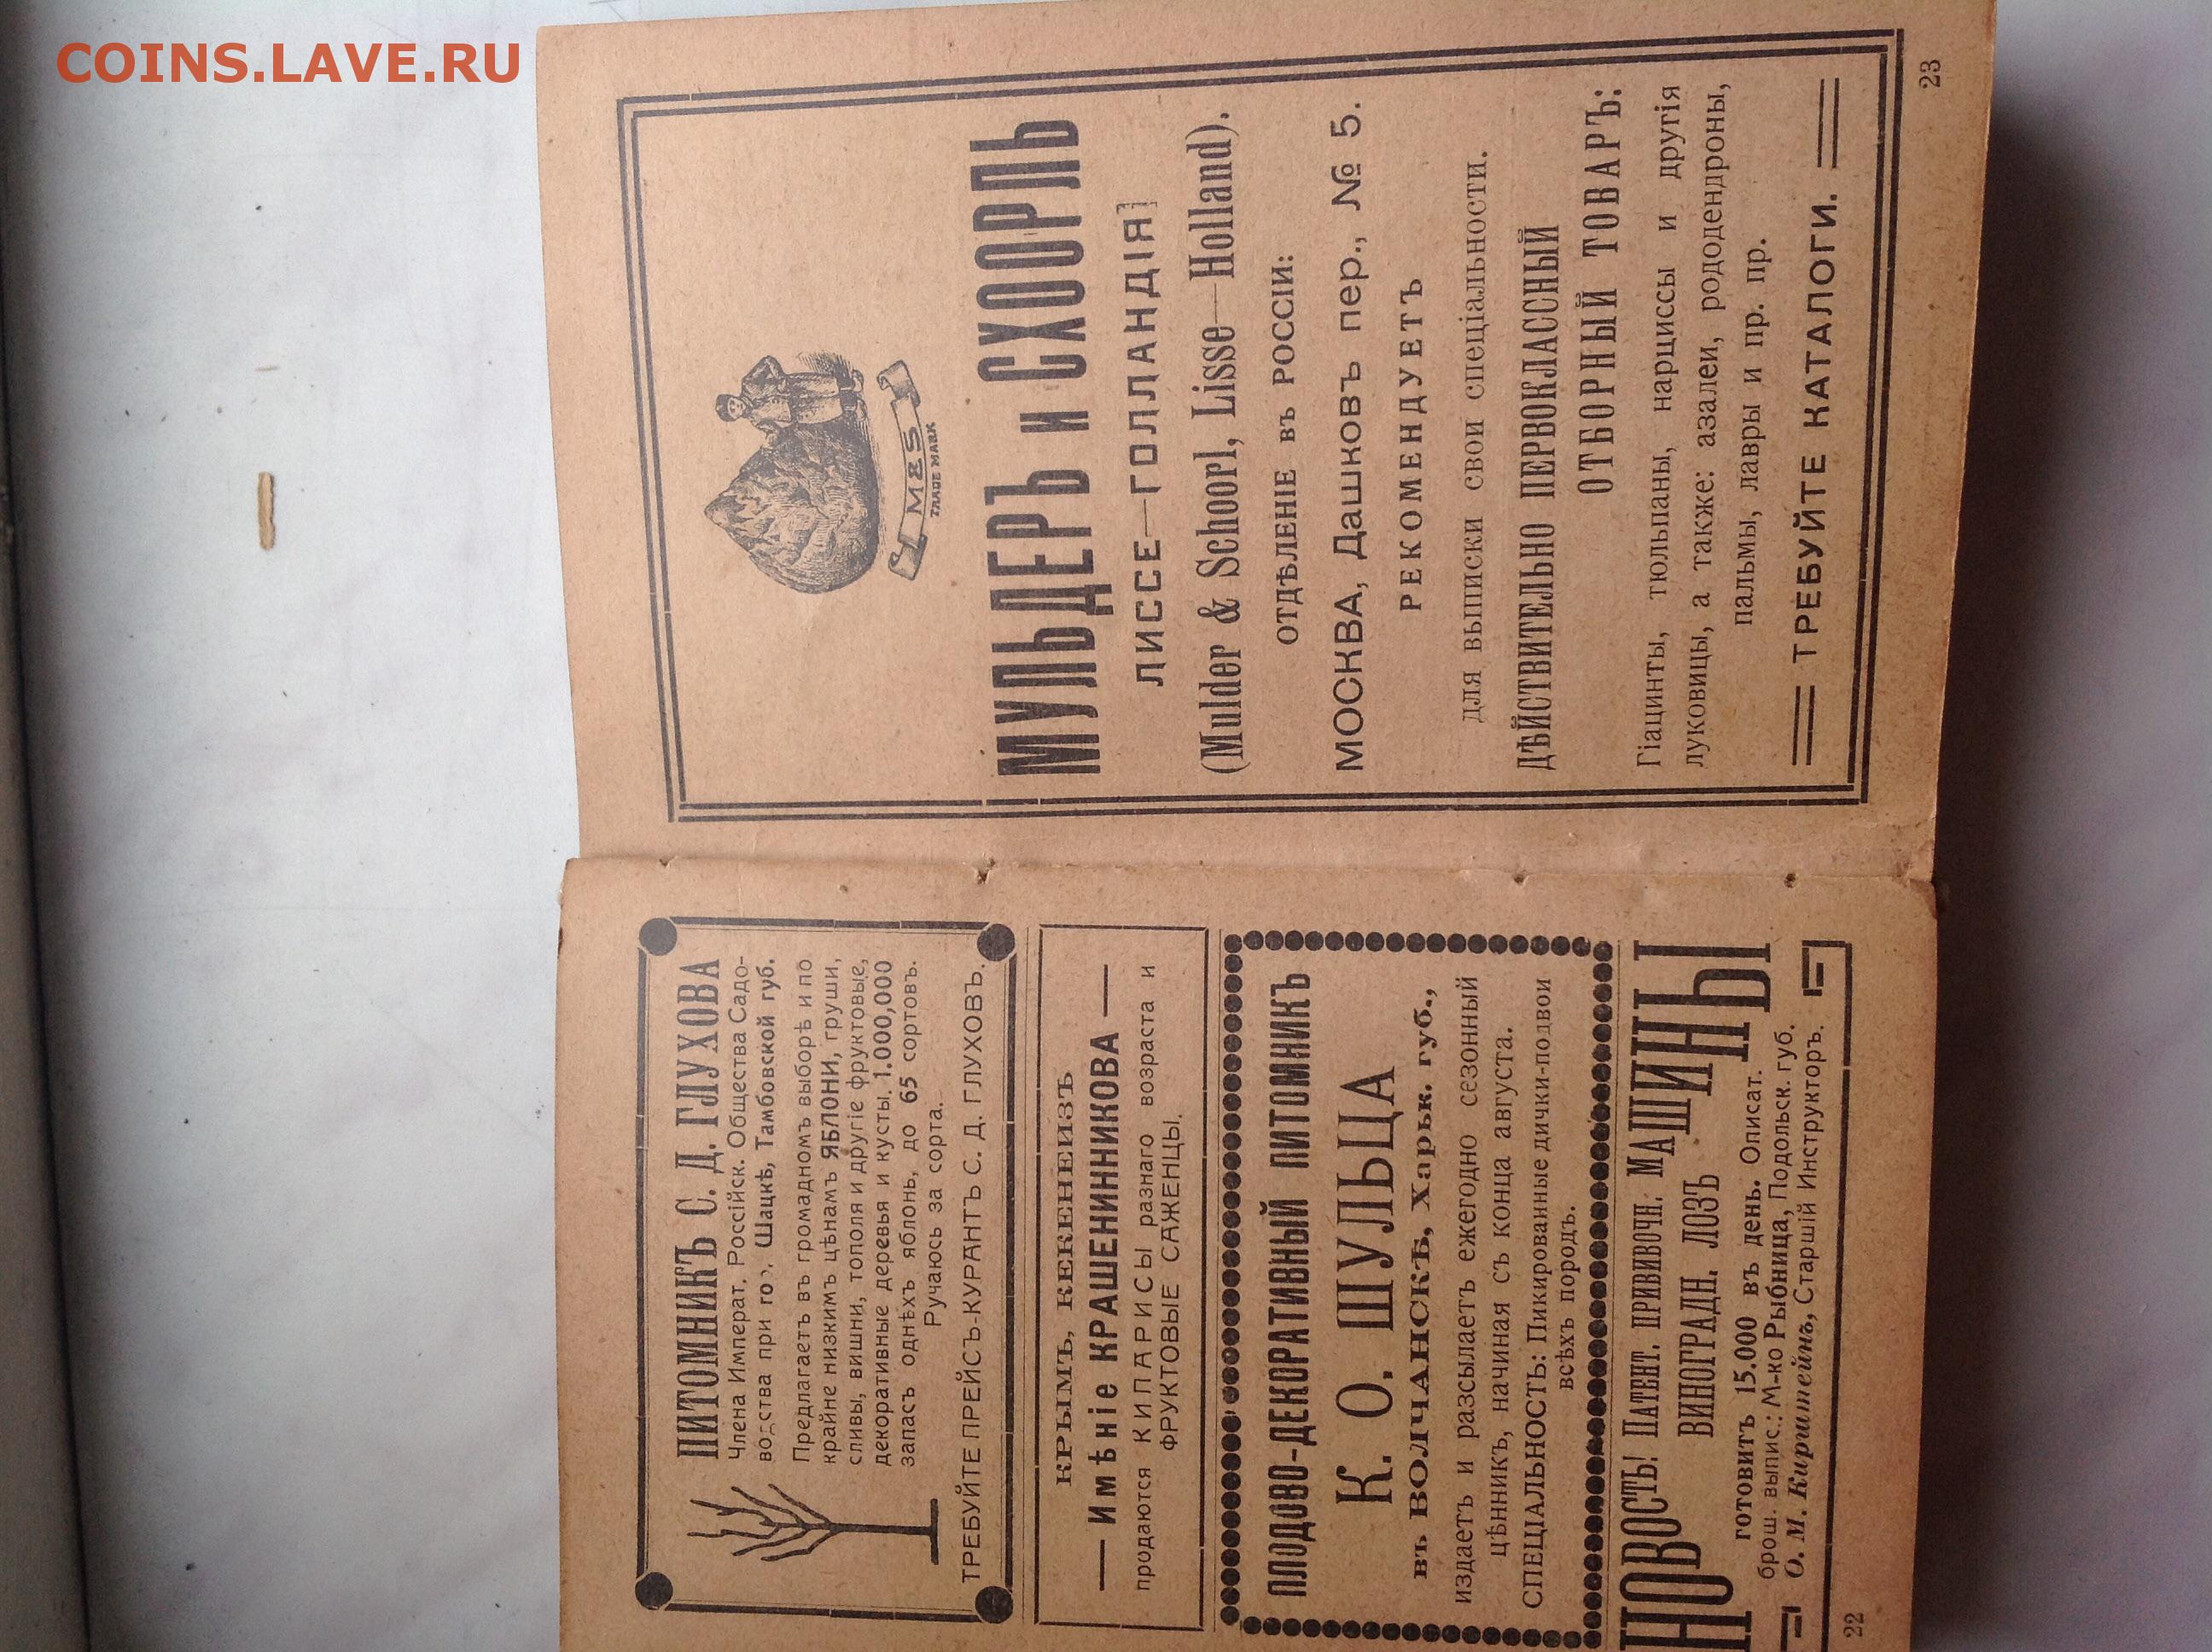 COINS.LAVE.RU
ПИТОМНИКЪ С. Д. ГЛУХОВА
Члена Императ. Россійск. Общества Садо-
водства при гор. Шацкѣ, Тамбовской губ.
Предлагаетъ въ громадномъ выборѣ и по
крайне низкимъ цѣнамъ ЯБЛОНИ, груши,
сливы, вишни, тополя и другіе фруктовые,
декоративные деревья и кусты. 1.000,000
запасъ однѣхъ яблонь, до 65 сортовъ.
Ручаюсь за сорта.
ТРЕБУЙТЕ ПРЕЙСЪ-КУРАНТЪ С. Д. ГЛУХОВЪ.
КРЫМЪ, КЕКЕНЕИЗЪ
— Имѣніе КРАШЕНИННИКОВА —
продаются КИПАРИСЫ разнаго возраста и
ФРУКТОВЫЕ САЖЕНЦЫ.
ПЛОДОВО-ДЕКОРАТИВНЫЙ ПИТОМНИКЪ
К. О. ШУЛЬЦА
въ ВОЛЧАНСКѢ, Харьк. губ.,
издаетъ и разсылаетъ ежегодно сезонный
цѣнникъ, начиная съ конца августа.
СПЕЦІАЛЬНОСТЬ: Пикированные дички-подвои
всѣхъ породъ.
НОВОСТЬ! ПАТЕНТ. ПРИВИВОЧН. МАШИНЫ
ВИНОГРАДН. ЛОЗЪ
готовитъ 15.000 въ день. Описат.
брош. выпис.: М-ко Рыбница, Подольск. губ.
О. М. Кирштейнъ, Старшій Инструкторъ.
22
M & S
TRADE MARK
МУЛЬДЕРЪ и СХООРЛЬ
ЛИССЕ—ГОЛЛАНДІЯ]
(Mulder & Schoorl, Lisse—Holland).
ОТДѢЛЕНІЕ въ РОССІИ:
МОСКВА, Дашковъ пер., № 5.
РЕКОМЕНДУЕТЪ
для выписки свои спеціальности.
ДѢЙСТВИТЕЛЬНО ПЕРВОКЛАССНЫЙ
ОТБОРНЫЙ ТОВАРЪ:
Гіацинты, тюльпаны, нарциссы и другія
луковицы, а также: азалеи, рододендроны,
пальмы, лавры и пр. пр.
ТРЕБУЙТЕ КАТАЛОГИ.
23